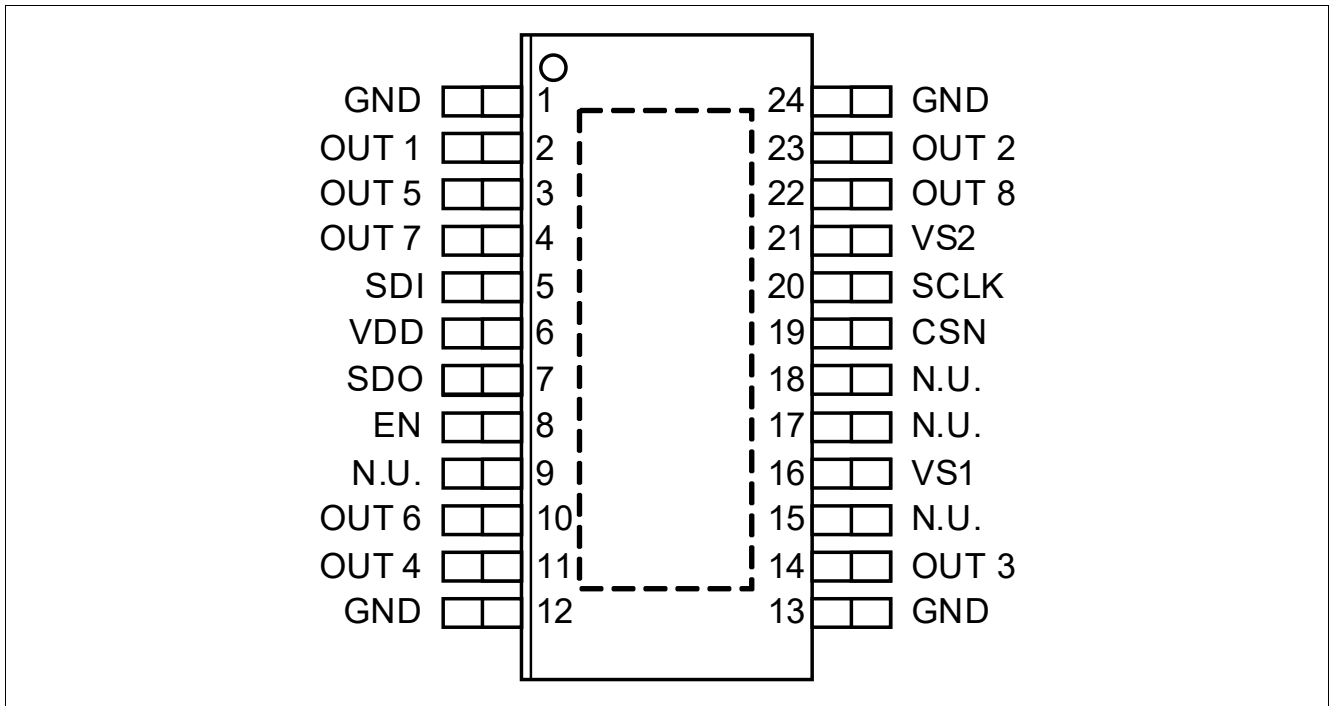 GND 1 24 GND
OUT 1 2 23 OUT 2
OUT 5 3 22 OUT 8
OUT 7 4 21 VS2
SDI 5 20 SCLK
VDD 6 19 CSN
SDO 7 18 N.U.
EN 8 17 N.U.
N.U. 9 16 VS1
OUT 6 10 15 N.U.
OUT 4 11 14 OUT 3
GND 12 13 GND